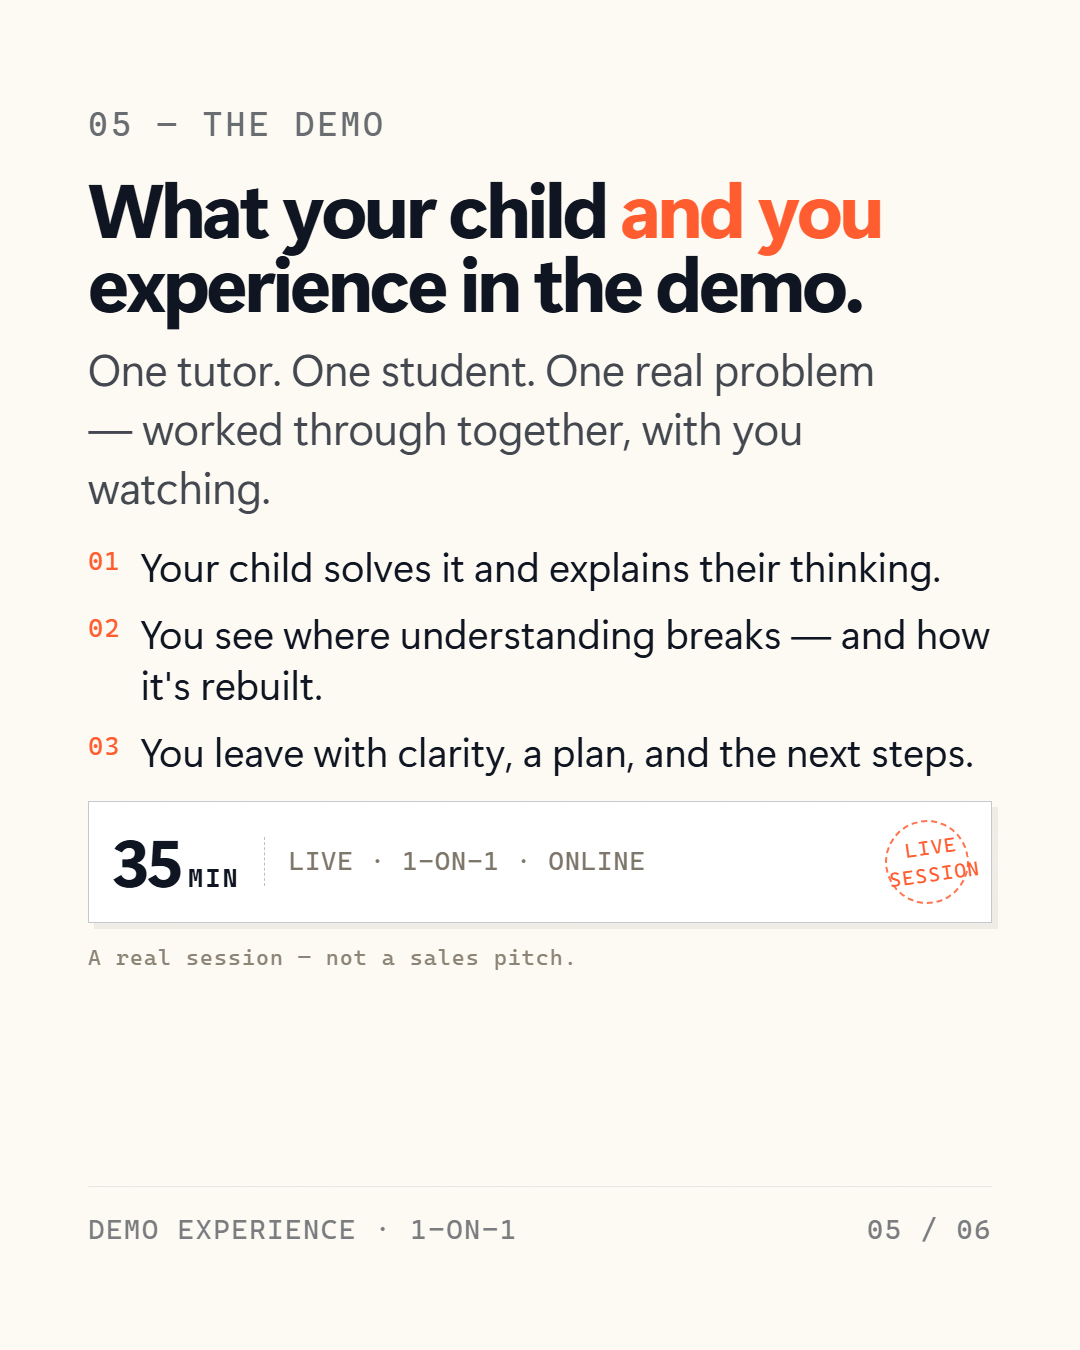 05 — THE DEMO
What your child and you
experience in the demo.
One tutor. One student. One real problem
— worked through together, with you
watching.
01 Your child solves it and explains their thinking.
02 You see where understanding breaks — and how
it's rebuilt.
03 You leave with clarity, a plan, and the next steps.
35 MIN LIVE · 1-ON-1 · ONLINE
LIVE
SESSION
A real session — not a sales pitch.
DEMO EXPERIENCE · 1-ON-1 05 / 06